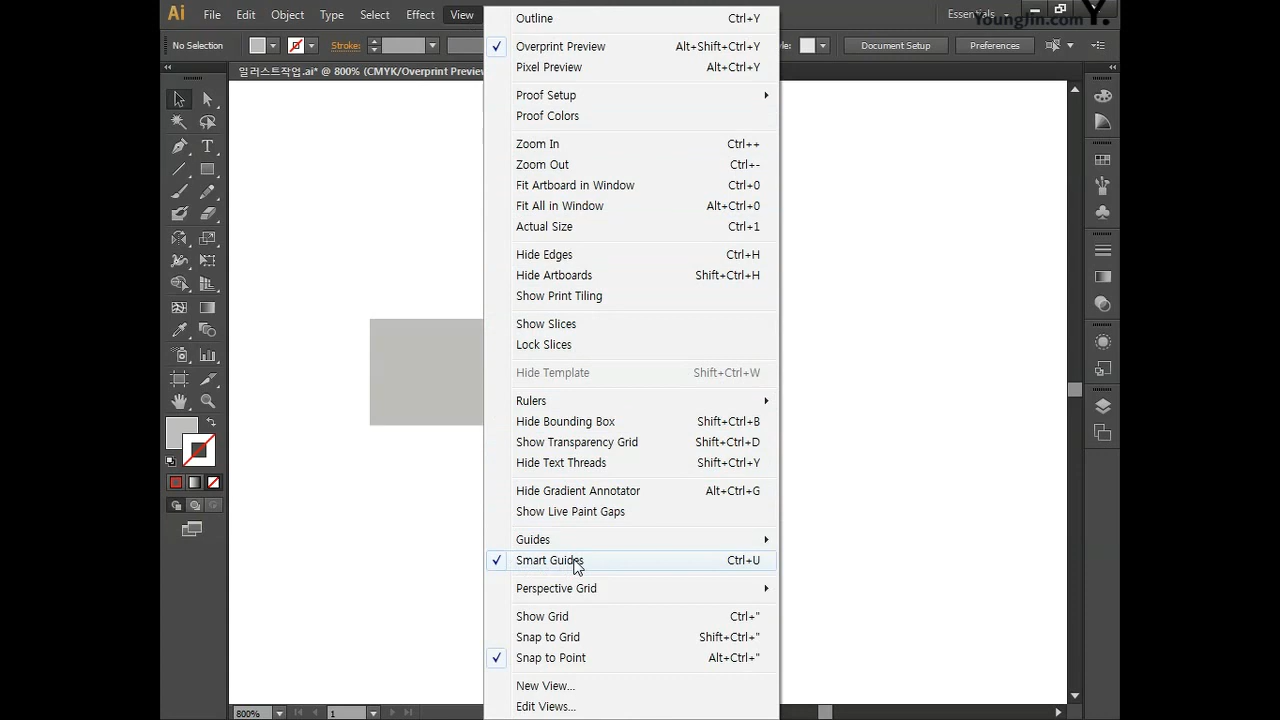 Ai File Edit Object Type Select Effect View
Essentials
YoungJin.com Y.
No Selection Stroke: Document Setup Preferences
일러스트작업.ai* @ 800% (CMYK/Overprint Preview
Outline Ctrl+Y
Overprint Preview Alt+Shift+Ctrl+Y
Pixel Preview Alt+Ctrl+Y
Proof Setup
Proof Colors
Zoom In Ctrl++
Zoom Out Ctrl+-
Fit Artboard in Window Ctrl+0
Fit All in Window Alt+Ctrl+0
Actual Size Ctrl+1
Hide Edges Ctrl+H
Hide Artboards Shift+Ctrl+H
Show Print Tiling
Show Slices
Lock Slices
Hide Template Shift+Ctrl+W
Rulers
Hide Bounding Box Shift+Ctrl+B
Show Transparency Grid Shift+Ctrl+D
Hide Text Threads Shift+Ctrl+Y
Hide Gradient Annotator Alt+Ctrl+G
Show Live Paint Gaps
Guides
Smart Guides Ctrl+U
Perspective Grid
Show Grid Ctrl+"
Snap to Grid Shift+Ctrl+"
Snap to Point Alt+Ctrl+"
New View...
Edit Views...
800% 1